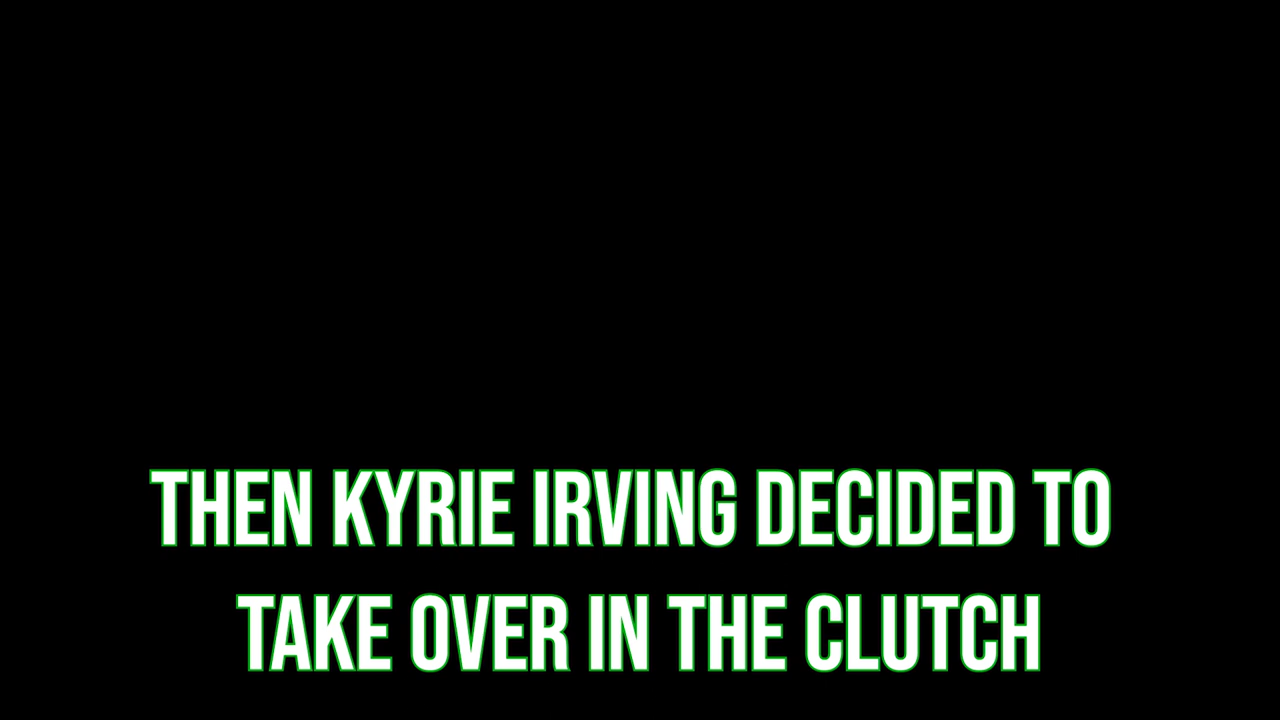 THEN KYRIE IRVING DECIDED TO
TAKE OVER IN THE CLUTCH